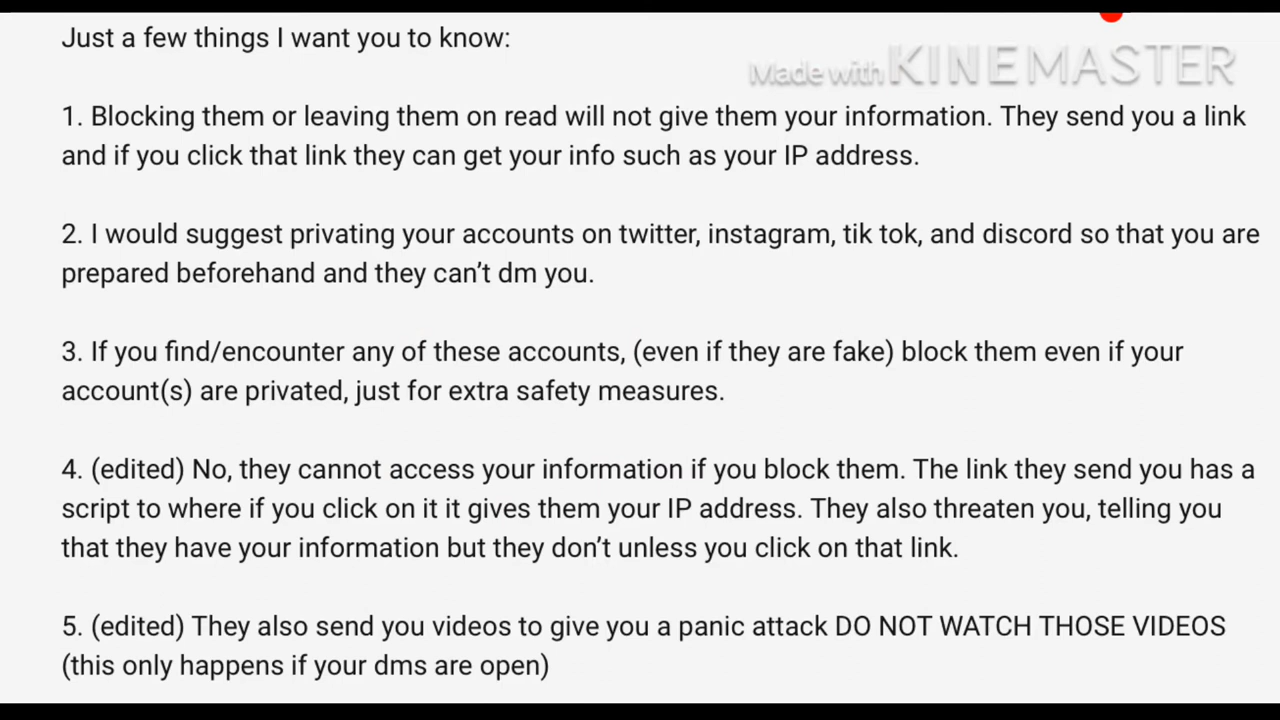 Just a few things I want you to know:
Made with KINEMASTER
1. Blocking them or leaving them on read will not give them your information. They send you a link
and if you click that link they can get your info such as your IP address.
2. I would suggest privating your accounts on twitter, instagram, tik tok, and discord so that you are
prepared beforehand and they can't dm you.
3. If you find/encounter any of these accounts, (even if they are fake) block them even if your
account(s) are privated, just for extra safety measures.
4. (edited) No, they cannot access your information if you block them. The link they send you has a
script to where if you click on it it gives them your IP address. They also threaten you, telling you
that they have your information but they don't unless you click on that link.
5. (edited) They also send you videos to give you a panic attack DO NOT WATCH THOSE VIDEOS
(this only happens if your dms are open)